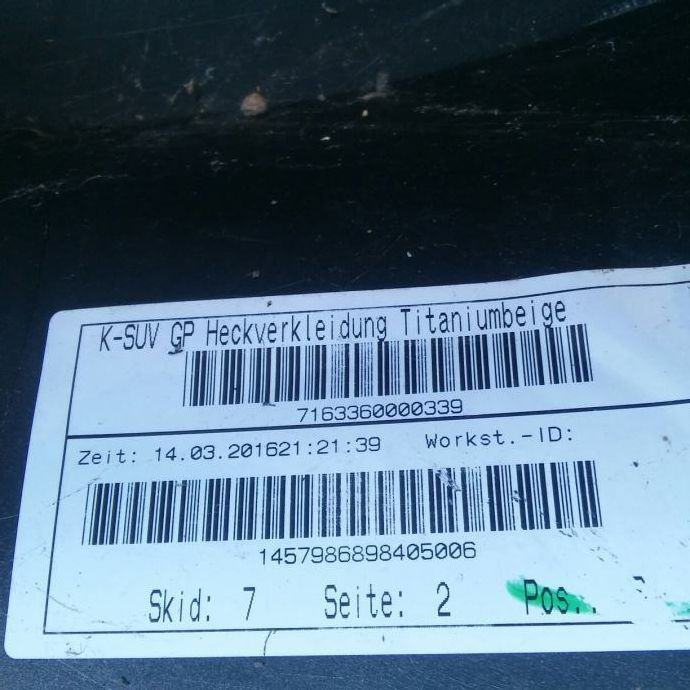 K-SUV GP Heckverkleidung Titaniumbeige
7163360000339
Zeit: 14.03.201621:21:39 Workst.-ID:
1457986898405006
Skid: 7 Seite: 2 Pos.: